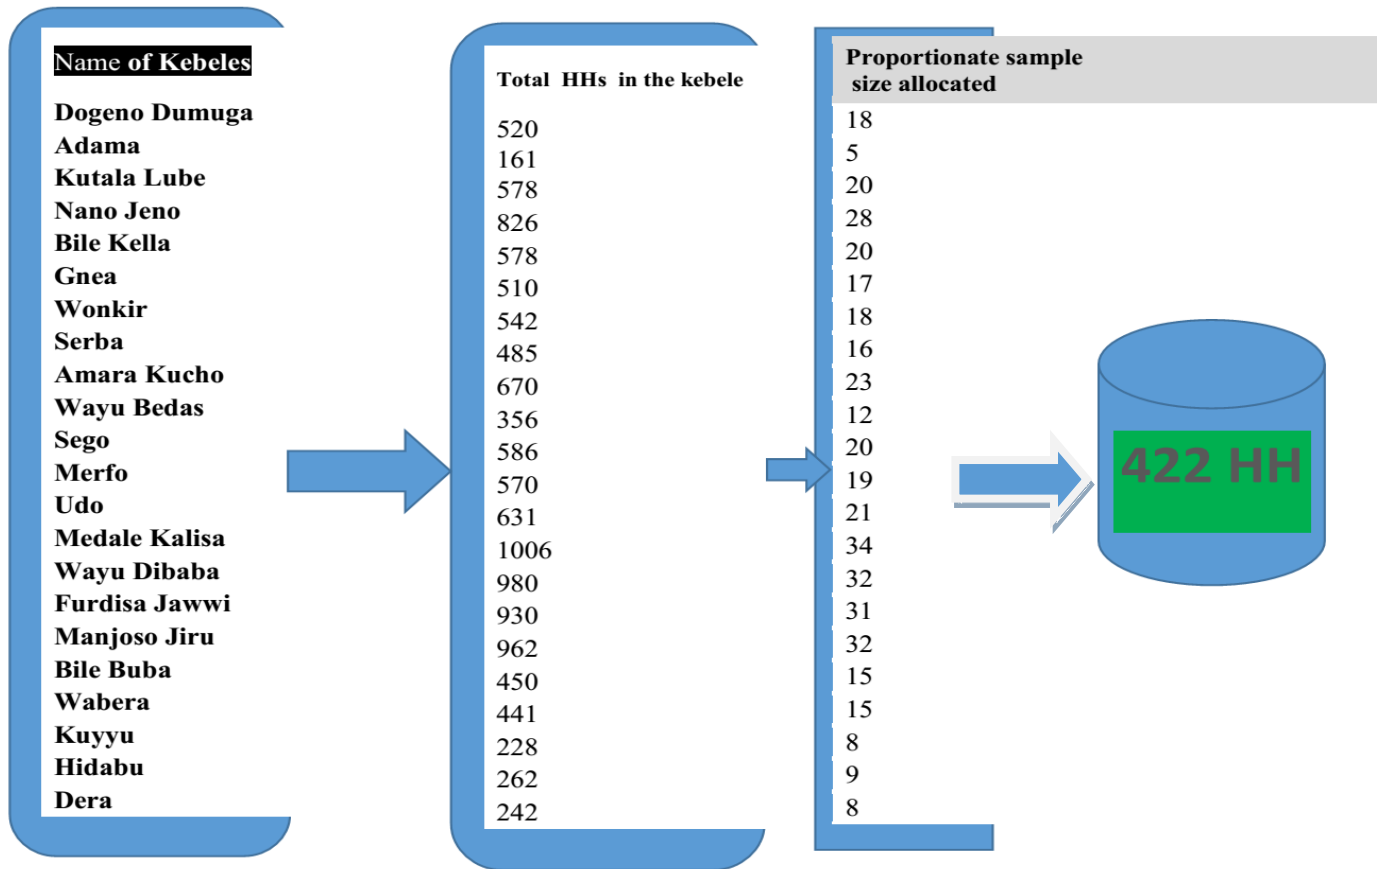 Name of Kebeles
Dogeno Dumuga
Adama
Kutala Lube
Nano Jeno
Bile Kella
Gnea
Wonkir
Serba
Amara Kucho
Wayu Bedas
Sego
Merfo
Udo
Medale Kalisa
Wayu Dibaba
Furdisa Jawwi
Manjoso Jiru
Bile Buba
Wabera
Kuyyu
Hidabu
Dera
Total HHs in the kebele
520
161
578
826
578
510
542
485
670
356
586
570
631
1006
980
930
962
450
441
228
262
242
Proportionate sample
size allocated
18
5
20
28
20
17
18
16
23
12
20
19
21
34
32
31
32
15
15
8
9
8
422 HH